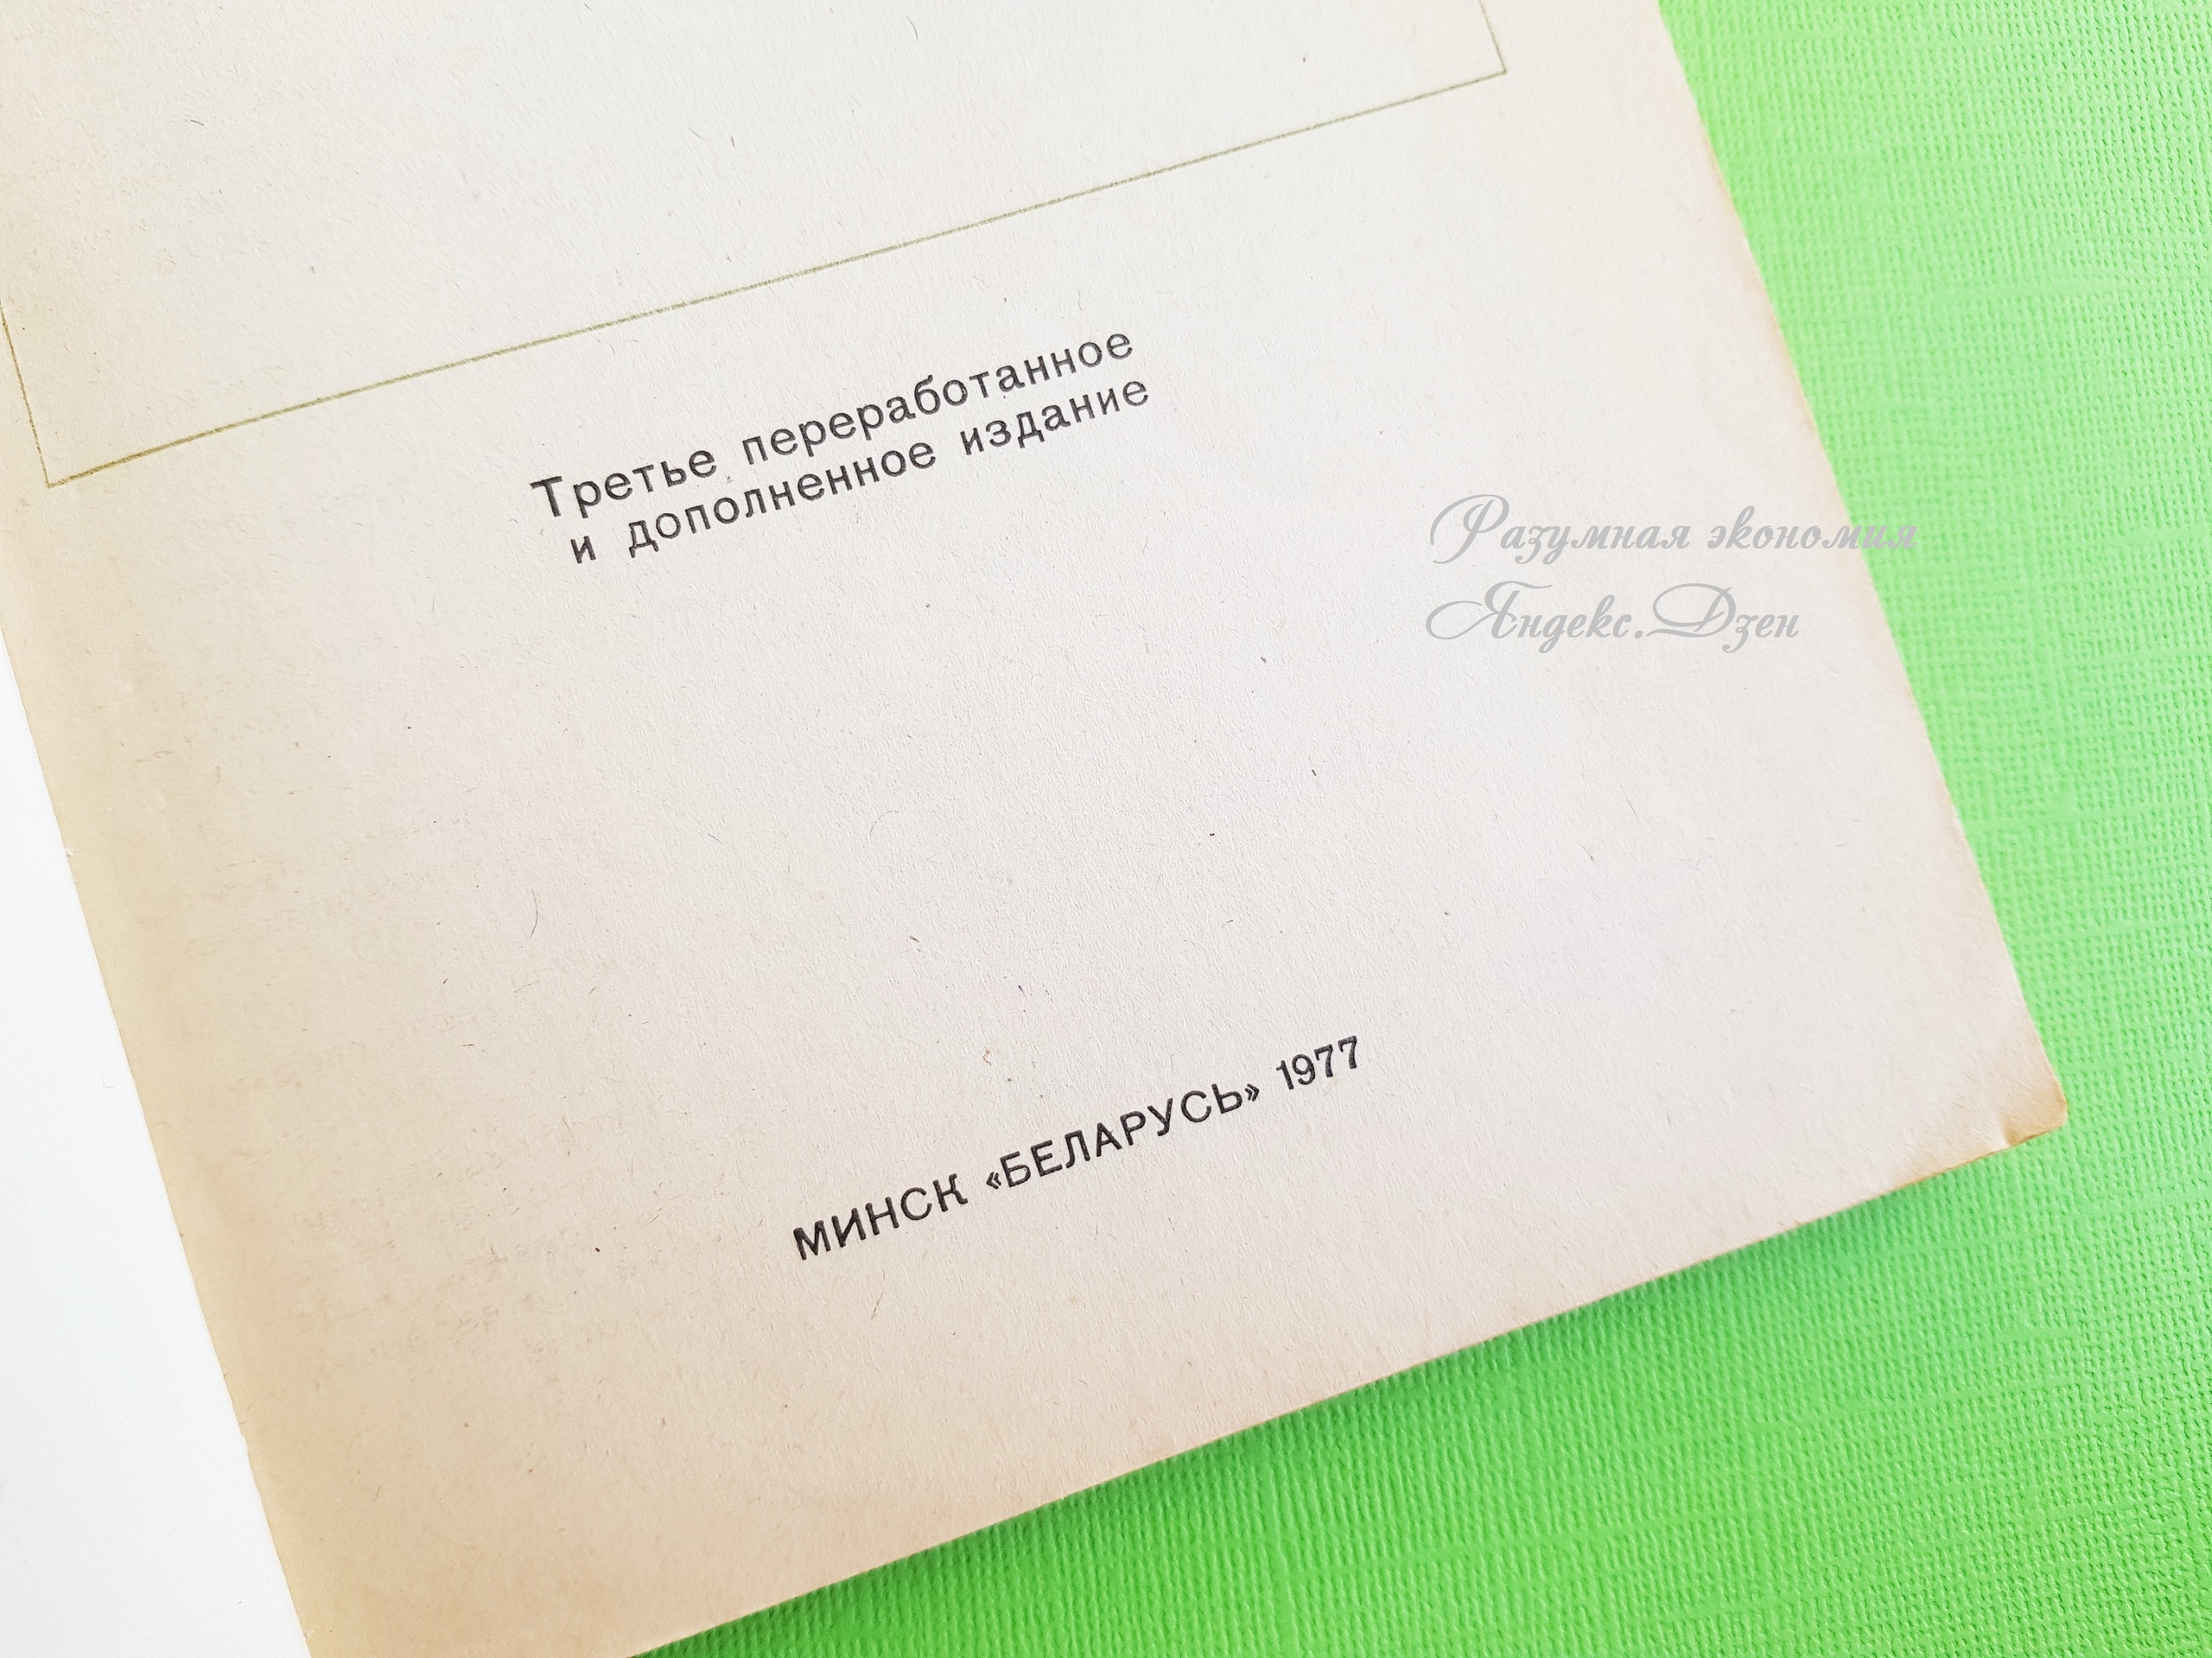 Третье переработанное
и дополненное издание
Разумная экономия
Яндекс.Дзен
МИНСК «БЕЛАРУСЬ» 1977